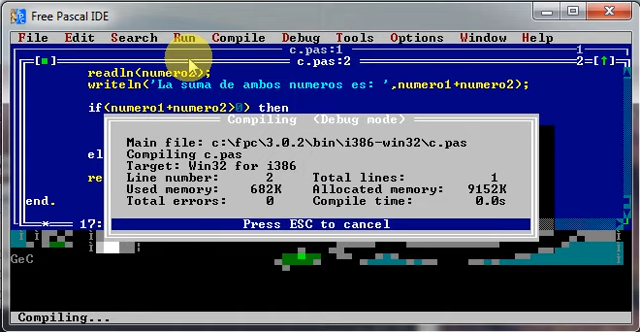 Free Pascal IDE
File Edit Search Run Compile Debug Tools Options Window Help
c.pas:1 1
[■] c.pas:2 2=[↑]
readln(numero2);
writeln('La suma de ambos numeros es: ',numero1+numero2);
if(numero1+numero2>0) then
Compiling (Debug mode)
Main file: c:\fpc\3.0.2\bin\i386-win32\c.pas
Compiling c.pas
Target: Win32 for i386
Line number: 2 Total lines: 1
Used memory: 682K Allocated memory: 9152K
Total errors: 0 Compile time: 0.0s
Press ESC to cancel
el
re
end.
* 17:
GeC
Compiling...